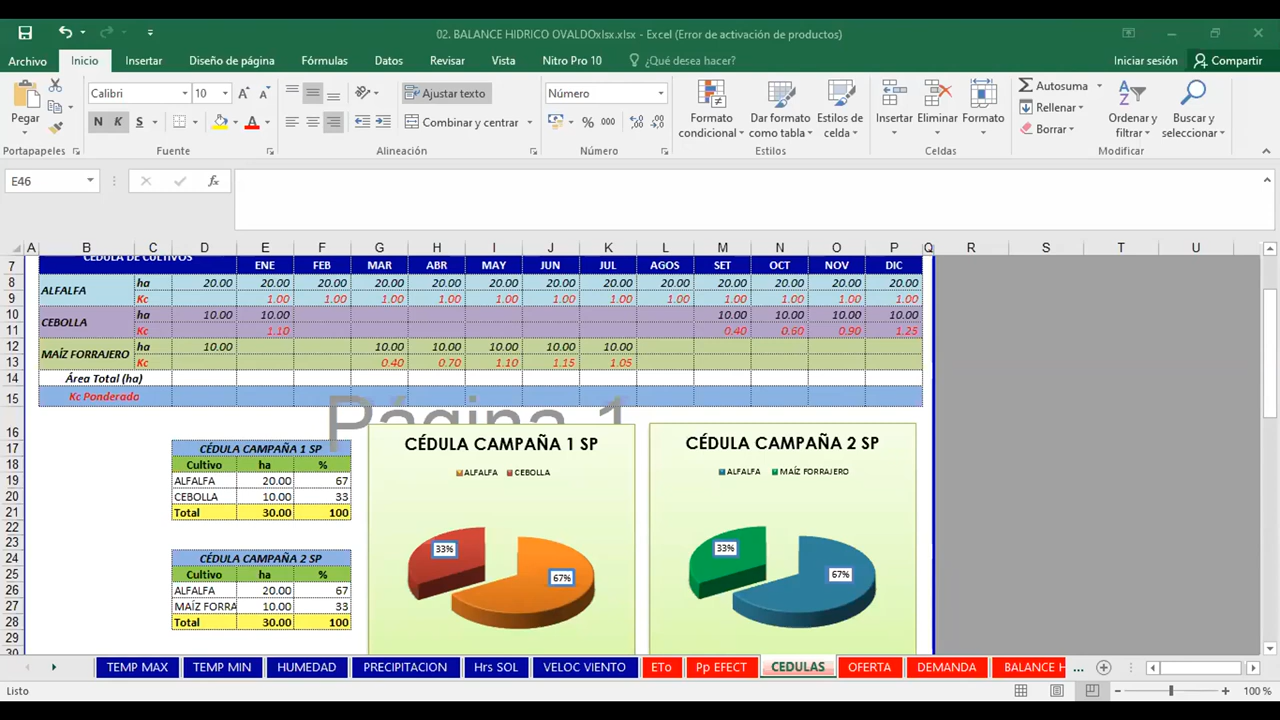 02. BALANCE HIDRICO OVALDOxlsx.xlsx - Excel (Error de activación de productos)
Archivo Inicio Insertar Diseño de página Fórmulas Datos Revisar Vista Nitro Pro 10 ¿Qué desea hacer? Iniciar sesión Compartir
Pegar
Portapapeles
Calibri 10
N K S
Fuente
Ajustar texto
Combinar y centrar
Alineación
Número
% 000
Número
Formato condicional
Dar formato como tabla
Estilos de celda
Estilos
Insertar Eliminar Formato
Celdas
Autosuma
Rellenar
Borrar
Ordenar y filtrar
Buscar y seleccionar
Modificar
E46
A B C D E F G H I J K L M N O P Q R S T U
7 CÉDULA DE CULTIVOS ENE FEB MAR ABR MAY JUN JUL AGOS SET OCT NOV DIC
8 ALFALFA ha 20.00 20.00 20.00 20.00 20.00 20.00 20.00 20.00 20.00 20.00 20.00 20.00 20.00
9 Kc 1.00 1.00 1.00 1.00 1.00 1.00 1.00 1.00 1.00 1.00 1.00 1.00
10 CEBOLLA ha 10.00 10.00 10.00 10.00 10.00 10.00
11 Kc 1.10 0.40 0.60 0.90 1.25
12 MAÍZ FORRAJERO ha 10.00 10.00 10.00 10.00 10.00 10.00
13 Kc 0.40 0.70 1.10 1.15 1.05
14 Área Total (ha)
15 Kc Ponderada
Página 1
16
17 CÉDULA CAMPAÑA 1 SP
18 Cultivo ha %
19 ALFALFA 20.00 67
20 CEBOLLA 10.00 33
21 Total 30.00 100
22
23
24 CÉDULA CAMPAÑA 2 SP
25 Cultivo ha %
26 ALFALFA 20.00 67
27 MAÍZ FORRA 10.00 33
28 Total 30.00 100
29
30
CÉDULA CAMPAÑA 1 SP
ALFALFA CEBOLLA
33%
67%
CÉDULA CAMPAÑA 2 SP
ALFALFA MAÍZ FORRAJERO
33%
67%
TEMP MAX TEMP MIN HUMEDAD PRECIPITACION Hrs SOL VELOC VIENTO ETo Pp EFECT CEDULAS OFERTA DEMANDA BALANCE H ...
Listo 100 %